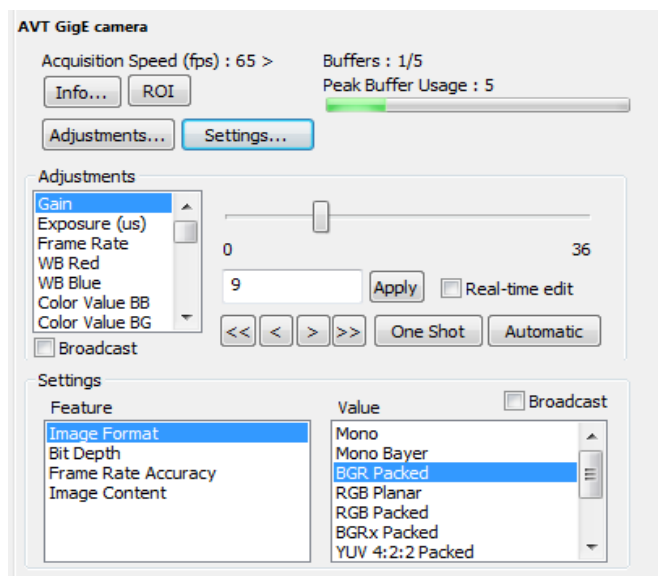 AVT GigE camera
Acquisition Speed (fps) : 65 > Buffers : 1/5
Info... ROI Peak Buffer Usage : 5
Adjustments... Settings...
Adjustments
Gain
Exposure (us)
Frame Rate
WB Red
WB Blue
Color Value BB
Color Value BG
Broadcast
0 36
9 Apply Real-time edit
<< < > >> One Shot Automatic
Settings
Feature
Image Format
Bit Depth
Frame Rate Accuracy
Image Content
Value Broadcast
Mono
Mono Bayer
BGR Packed
RGB Planar
RGB Packed
BGRx Packed
YUV 4:2:2 Packed